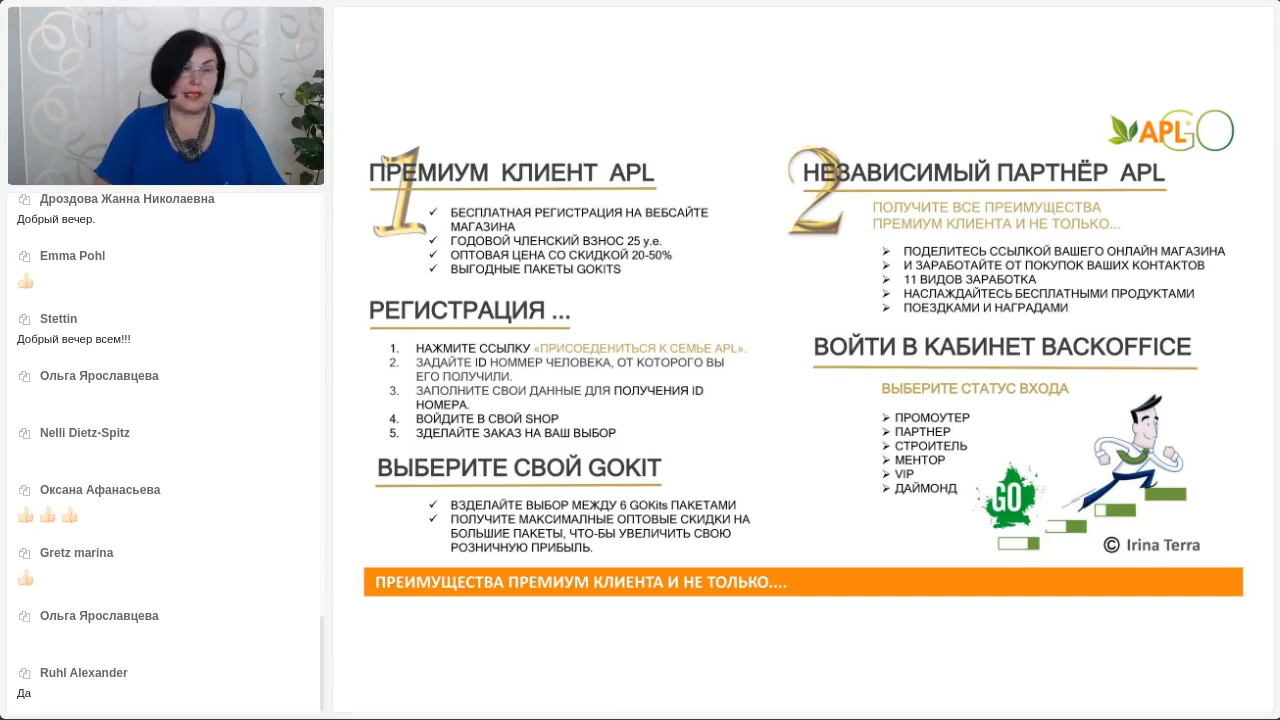 Дроздова Жанна Николаевна
Добрый вечер.
Emma Pohl
Stettin
Добрый вечер всем!!!
Ольга Ярославцева
Nelli Dietz-Spitz
Оксана Афанасьева
Gretz marina
Ольга Ярославцева
Ruhl Alexander
Да
APL GO
1
ПРЕМИУМ КЛИЕНТ APL
✓ БЕСПЛАТНАЯ РЕГИСТРАЦИЯ НА ВЕБСАЙТЕ
МАГАЗИНА
✓ ГОДОВОЙ ЧЛЕНСКИЙ ВЗНОС 25 у.е.
✓ ОПТОВАЯ ЦЕНА СО СКИДКОЙ 20-50%
✓ ВЫГОДНЫЕ ПАКЕТЫ GOKITS
РЕГИСТРАЦИЯ ...
1. НАЖМИТЕ ССЫЛКУ «ПРИСОЕДЕНИТЬСЯ К СЕМЬЕ APL».
2. ЗАДАЙТЕ ID НОММЕР ЧЕЛОВЕКА, ОТ КОТОРОГО ВЫ
ЕГО ПОЛУЧИЛИ.
3. ЗАПОЛНИТЕ СВОИ ДАННЫЕ ДЛЯ ПОЛУЧЕНИЯ ID
НОМЕРА.
4. ВОЙДИТЕ В СВОЙ SHOP
5. ЗДЕЛАЙТЕ ЗАКАЗ НА ВАШ ВЫБОР
ВЫБЕРИТЕ СВОЙ GOKIT
✓ ВЗДЕЛАЙТЕ ВЫБОР МЕЖДУ 6 GOKits ПАКЕТАМИ
✓ ПОЛУЧИТЕ МАКСИМАЛНЫЕ ОПТОВЫЕ СКИДКИ НА
БОЛЬШИЕ ПАКЕТЫ, ЧТО-БЫ УВЕЛИЧИТЬ СВОЮ
РОЗНИЧНУЮ ПРИБЫЛЬ.
2
НЕЗАВИСИМЫЙ ПАРТНЁР APL
ПОЛУЧИТЕ ВСЕ ПРЕИМУЩЕСТВА
ПРЕМИУМ КЛИЕНТА И НЕ ТОЛЬКО...
➢ ПОДЕЛИТЕСЬ ССЫЛКОЙ ВАШЕГО ОНЛАЙН МАГАЗИНА
➢ И ЗАРАБОТАЙТЕ ОТ ПОКУПОК ВАШИХ КОНТАКТОВ
➢ 11 ВИДОВ ЗАРАБОТКА
➢ НАСЛАЖДАЙТЕСЬ БЕСПЛАТНЫМИ ПРОДУКТАМИ
➢ ПОЕЗДКАМИ И НАГРАДАМИ
ВОЙТИ В КАБИНЕТ BACKOFFICE
ВЫБЕРИТЕ СТАТУС ВХОДА
➢ ПРОМОУТЕР
➢ ПАРТНЕР
➢ СТРОИТЕЛЬ
➢ МЕНТОР
➢ VIP
➢ ДАЙМОНД
GO
© Irina Terra
ПРЕИМУЩЕСТВА ПРЕМИУМ КЛИЕНТА И НЕ ТОЛЬКО....